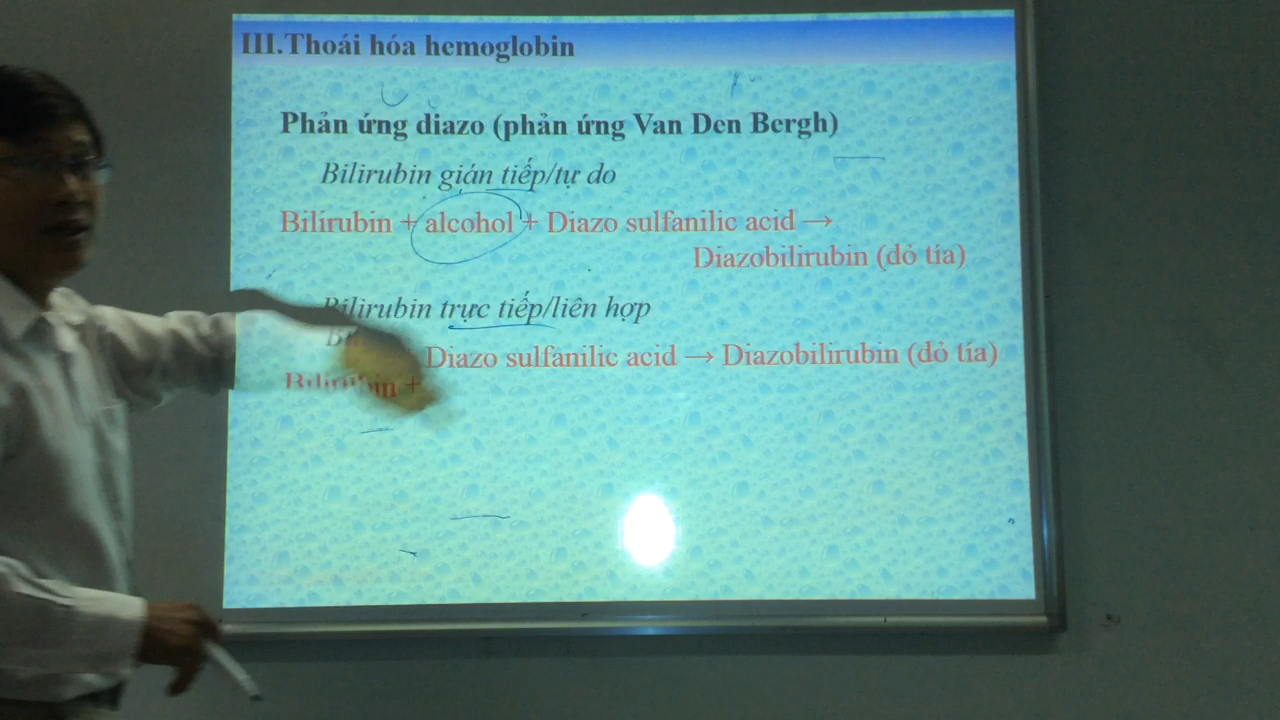 III.Thoái hóa hemoglobin
Phản ứng diazo (phản ứng Van Den Bergh)
Bilirubin gián tiếp/tự do
Bilirubin + alcohol + Diazo sulfanilic acid →
Diazobilirubin (đỏ tía)
Bilirubin trực tiếp/liên hợp
Bilirubin + Diazo sulfanilic acid → Diazobilirubin (đỏ tía)